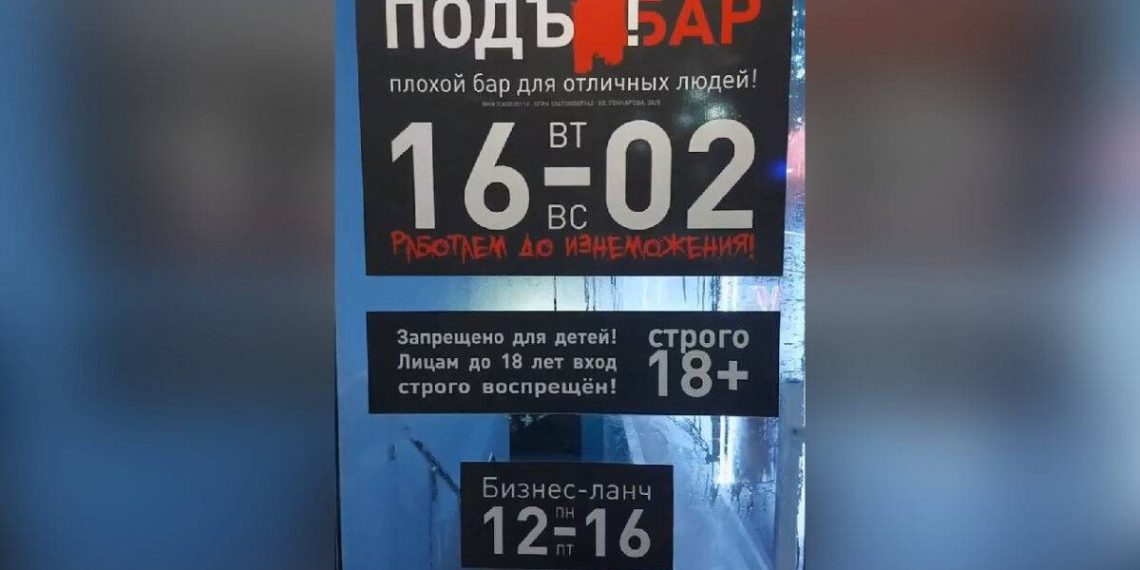 ПОДЪ !БАР
плохой бар для отличных людей!
16 ВТ – ВС 02
РАБОТАЕМ ДО ИЗНЕМОЖЕНИЯ!
Запрещено для детей!
Лицам до 18 лет вход
строго воспрещён!
строго
18+
Бизнес-ланч
12 ПН – ПТ 16